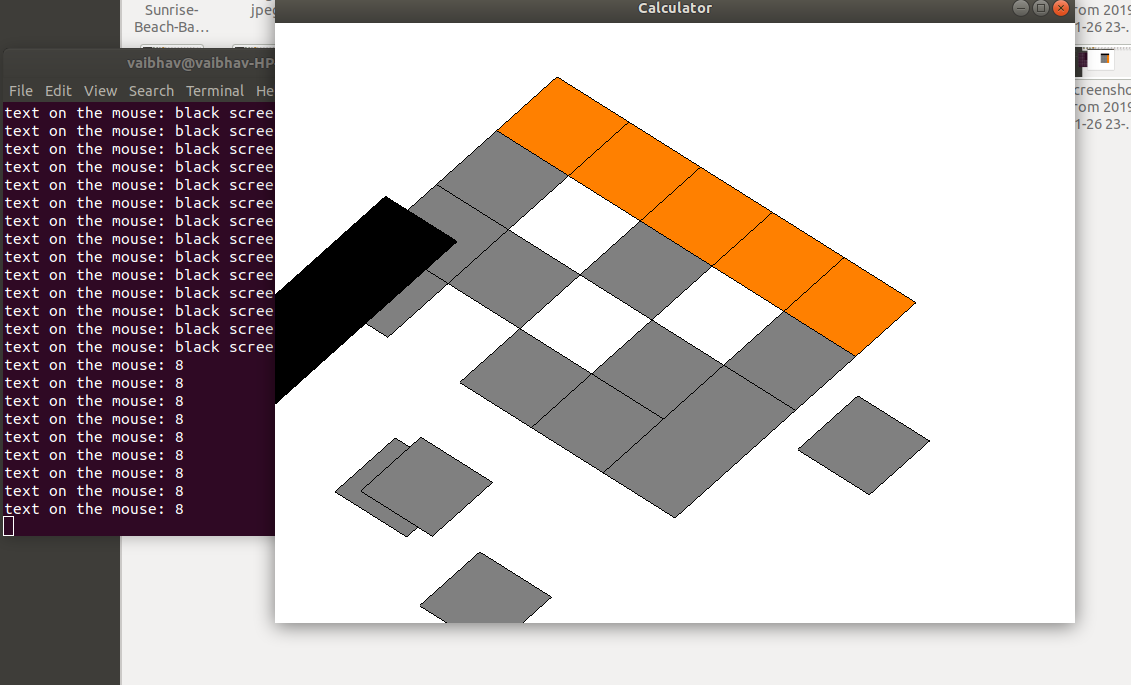 Sunrise-
Beach-Ba…
Calculator
rom 2019
1-26 23-..
vaibhav@vaibhav-HP
File Edit View Search Terminal He
text on the mouse: black scree
text on the mouse: black scree
text on the mouse: black scree
text on the mouse: black scree
text on the mouse: black scree
text on the mouse: black scree
text on the mouse: black scree
text on the mouse: black scree
text on the mouse: black scree
text on the mouse: black scree
text on the mouse: black scree
text on the mouse: black scree
text on the mouse: black scree
text on the mouse: black scree
text on the mouse: 8
text on the mouse: 8
text on the mouse: 8
text on the mouse: 8
text on the mouse: 8
text on the mouse: 8
text on the mouse: 8
text on the mouse: 8
text on the mouse: 8
creensho
rom 2019
1-26 23-..